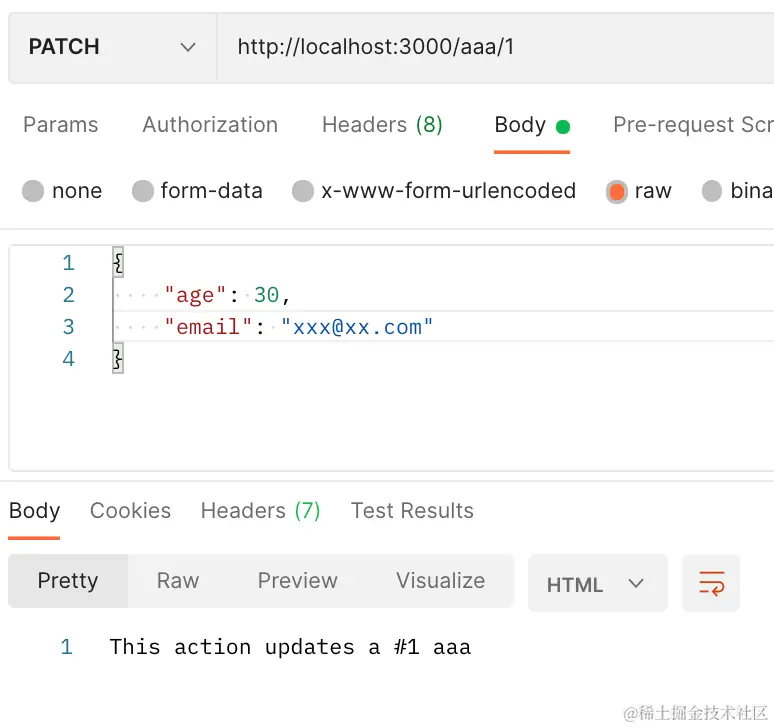 PATCH http://localhost:3000/aaa/1
Params Authorization Headers (8) Body Pre-request Scr
none form-data x-www-form-urlencoded raw bina
1 {
2 "age": 30,
3 "email": "xxx@xx.com"
4 }
Body Cookies Headers (7) Test Results
Pretty Raw Preview Visualize HTML
1 This action updates a #1 aaa
@稀土掘金技术社区